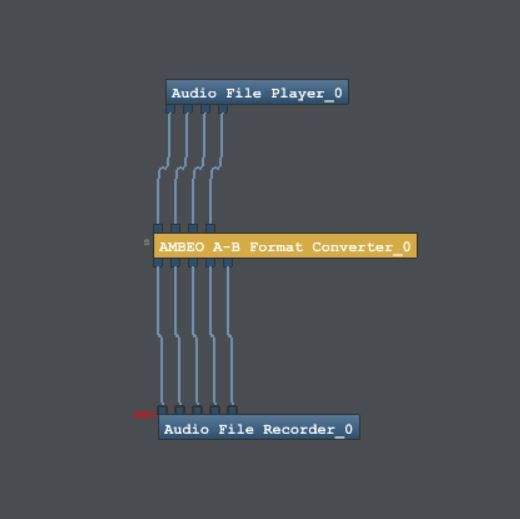 Audio File Player_0
AMBEO A-B Format Converter_0
Audio File Recorder_0